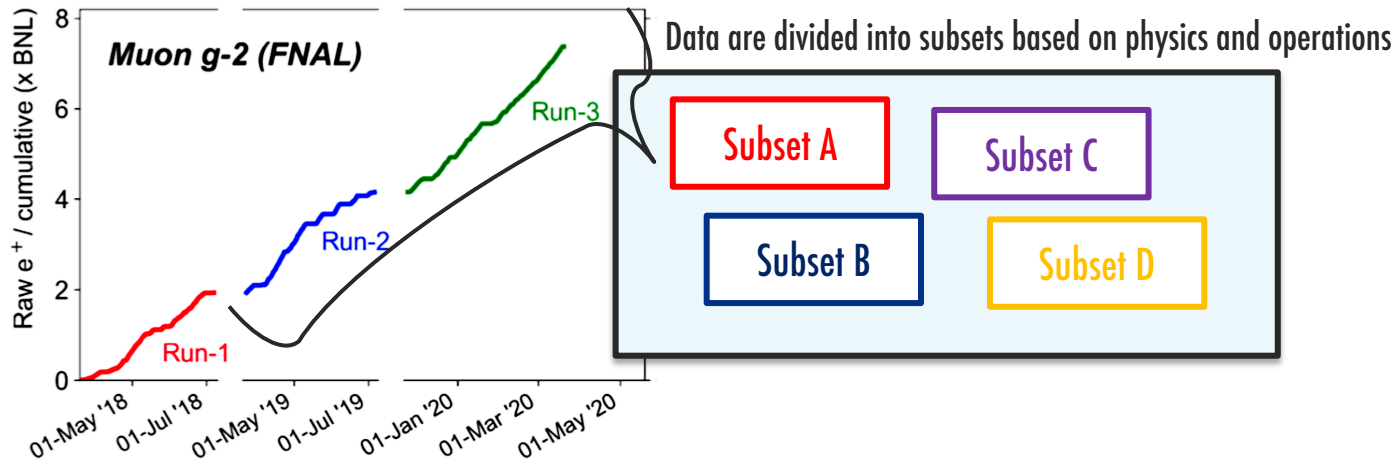 Data are divided into subsets based on physics and operations
Raw e⁺ / cumulative (x BNL)
8
6
4
2
0
Muon g-2 (FNAL)
Run-1
Run-2
Run-3
01-May '18
01-Jul '18
01-May '19
01-Jul '19
01-Jan '20
01-Mar '20
01-May '20
Subset A
Subset C
Subset B
Subset D